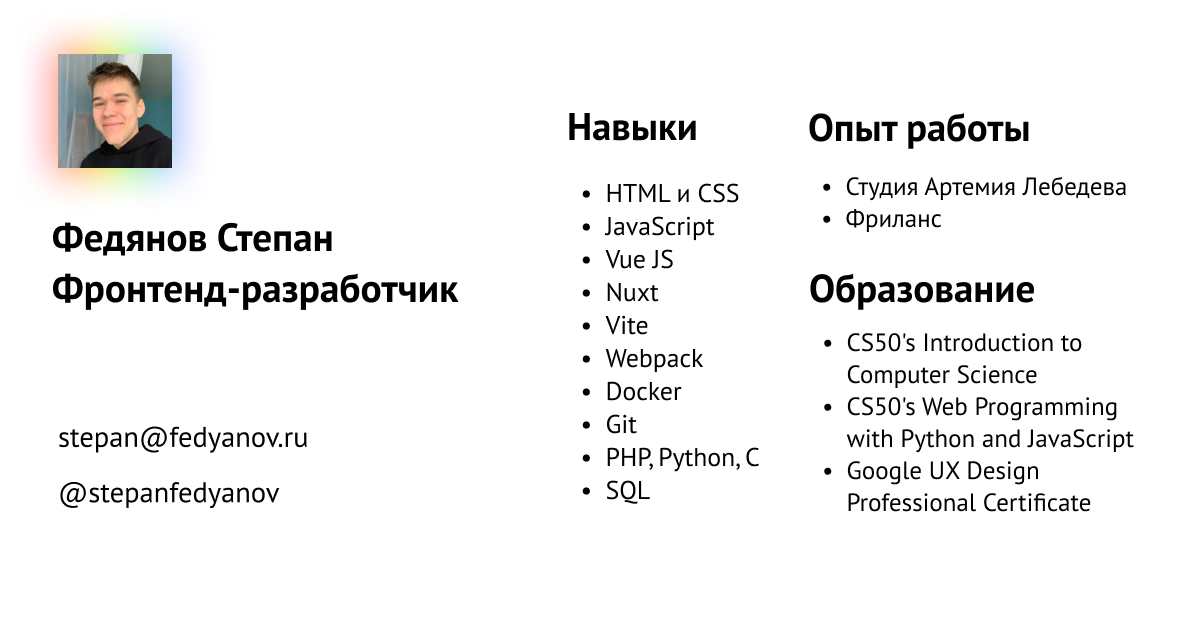 Федянов Степан
Фронтенд-разработчик
stepan@fedyanov.ru
@stepanfedyanov
Навыки
• HTML и CSS
• JavaScript
• Vue JS
• Nuxt
• Vite
• Webpack
• Docker
• Git
• PHP, Python, C
• SQL
Опыт работы
• Студия Артемия Лебедева
• Фриланс
Образование
• CS50's Introduction to
Computer Science
• CS50's Web Programming
with Python and JavaScript
• Google UX Design
Professional Certificate